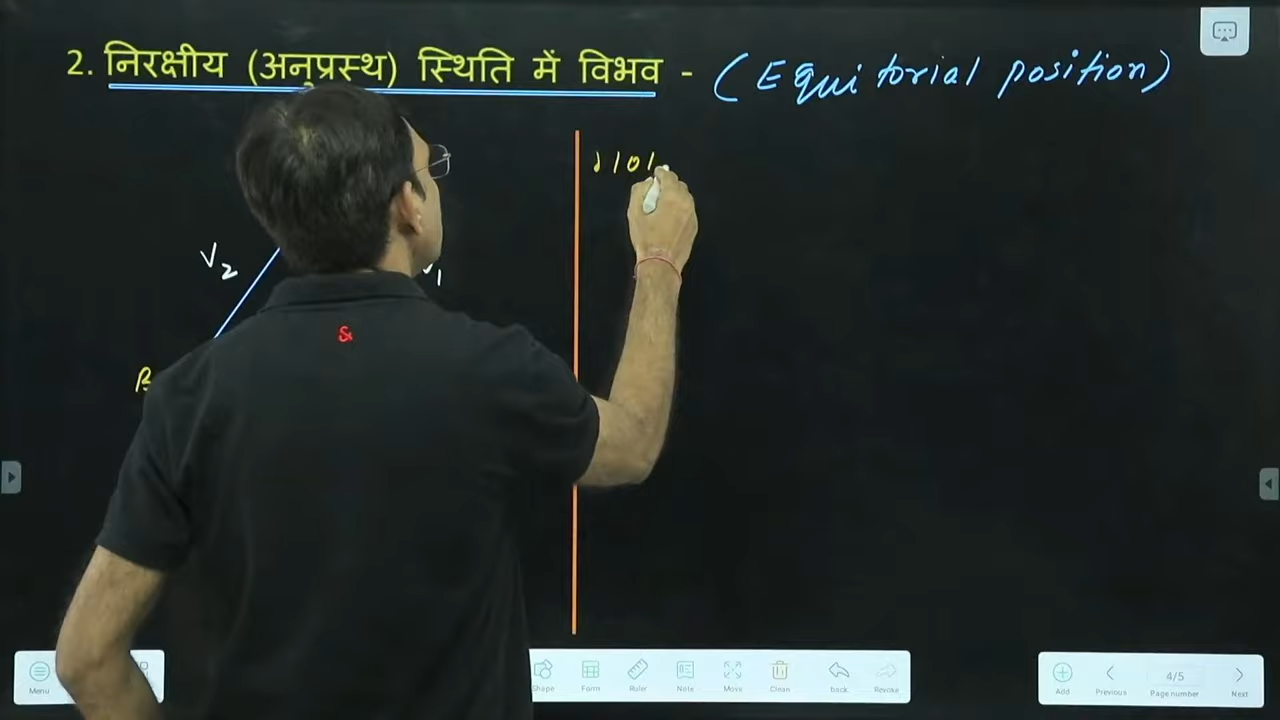 2. निरक्षीय (अनुप्रस्थ) स्थिति में विभव - (Equitorial position)
V2
B
&
Menu
Shape Form Ruler Note Move Clean back Revoke
Add Previous 4/5 Page number Next